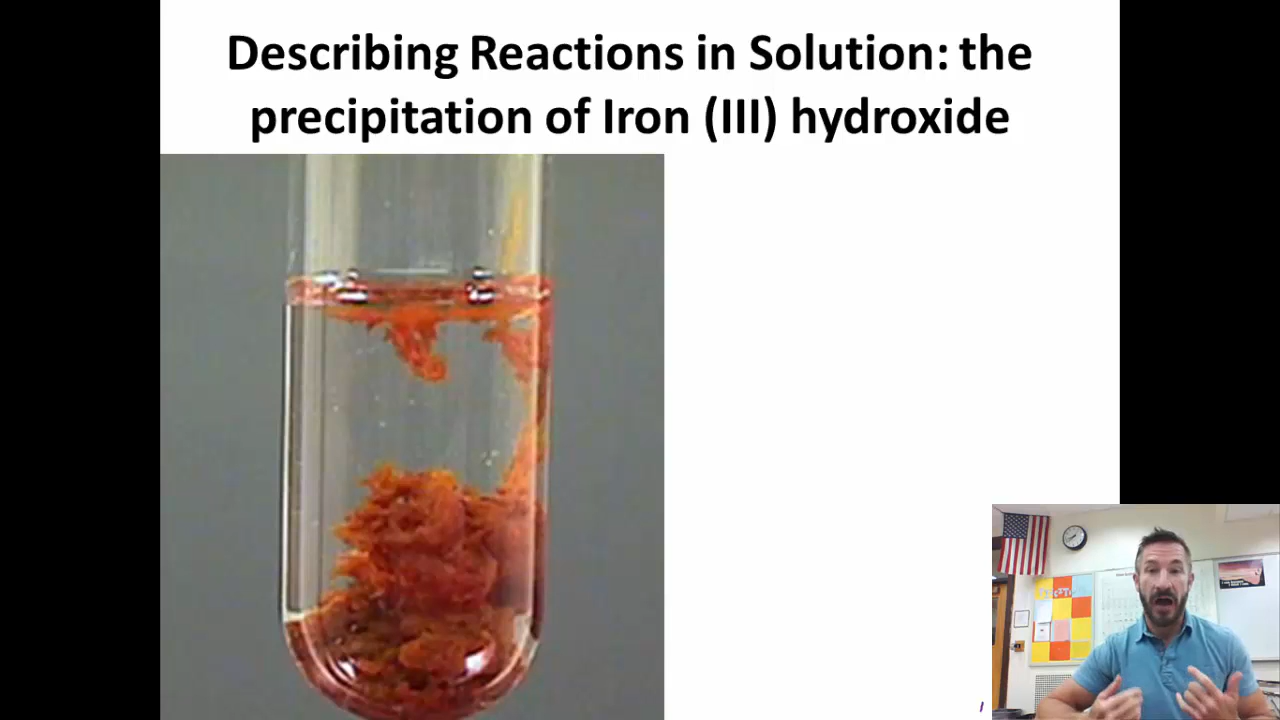 Describing Reactions in Solution: the
precipitation of Iron (III) hydroxide